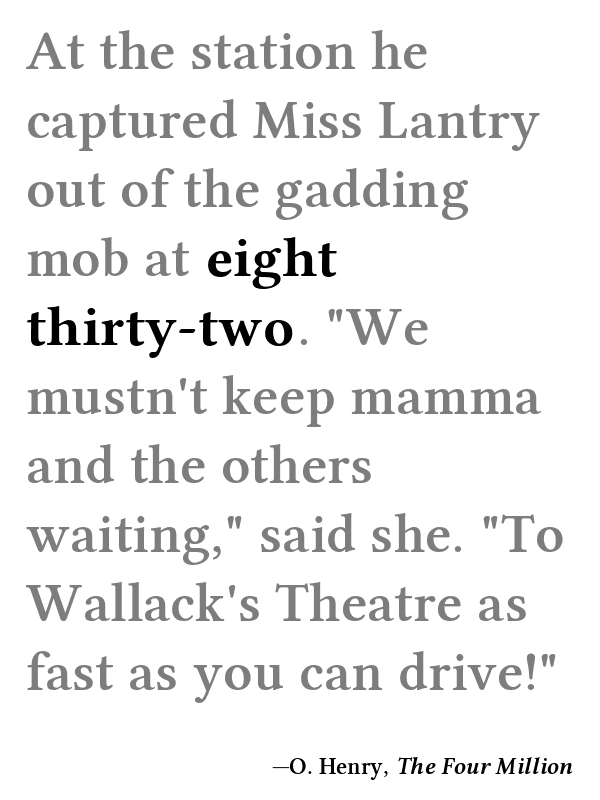 At the station he
captured Miss Lantry
out of the gadding
mob at eight
thirty-two. "We
mustn't keep mamma
and the others
waiting," said she. "To
Wallack's Theatre as
fast as you can drive!"
—O. Henry, The Four Million